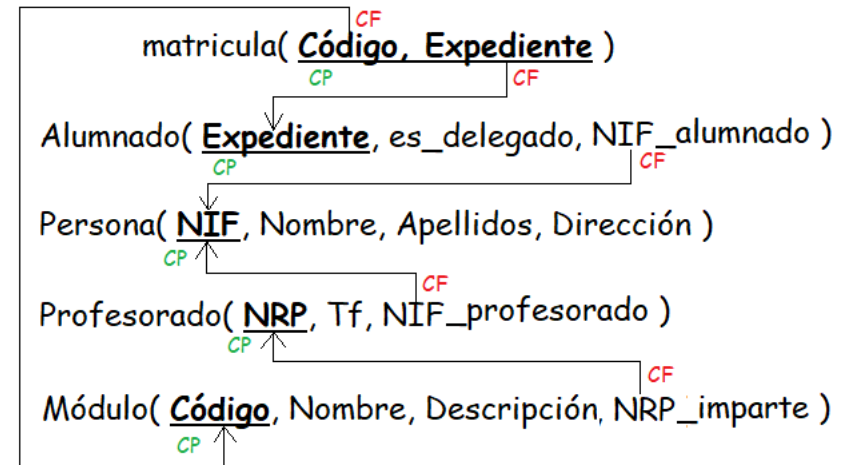 CF
matricula( Código, Expediente )
CP CF
Alumnado( Expediente, es_delegado, NIF_alumnado )
CP CF
Persona( NIF, Nombre, Apellidos, Dirección )
CP CF
Profesorado( NRP, Tf, NIF_profesorado )
CP CF
Módulo( Código, Nombre, Descripción, NRP_imparte )
CP